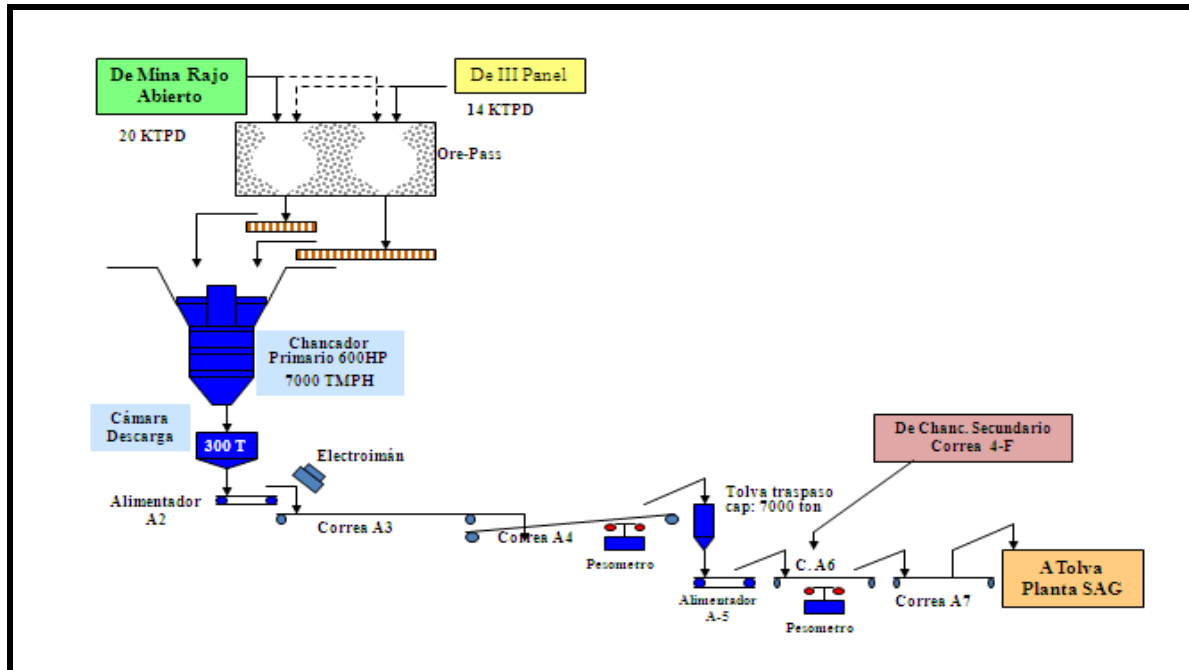 De Mina Rajo
Abierto
De III Panel
20 KTPD
14 KTPD
Ore-Pass
Chancador
Primario 600HP
7000 TMPH
Cámara
Descarga
300 T
Electroimán
Alimentador
A2
Correa A3
Correa A4
Pesometro
Tolva traspaso
cap: 7000 ton
De Chanc. Secundario
Correa 4-F
Alimentador
A-5
C. A6
Pesometro
Correa A7
A Tolva
Planta SAG